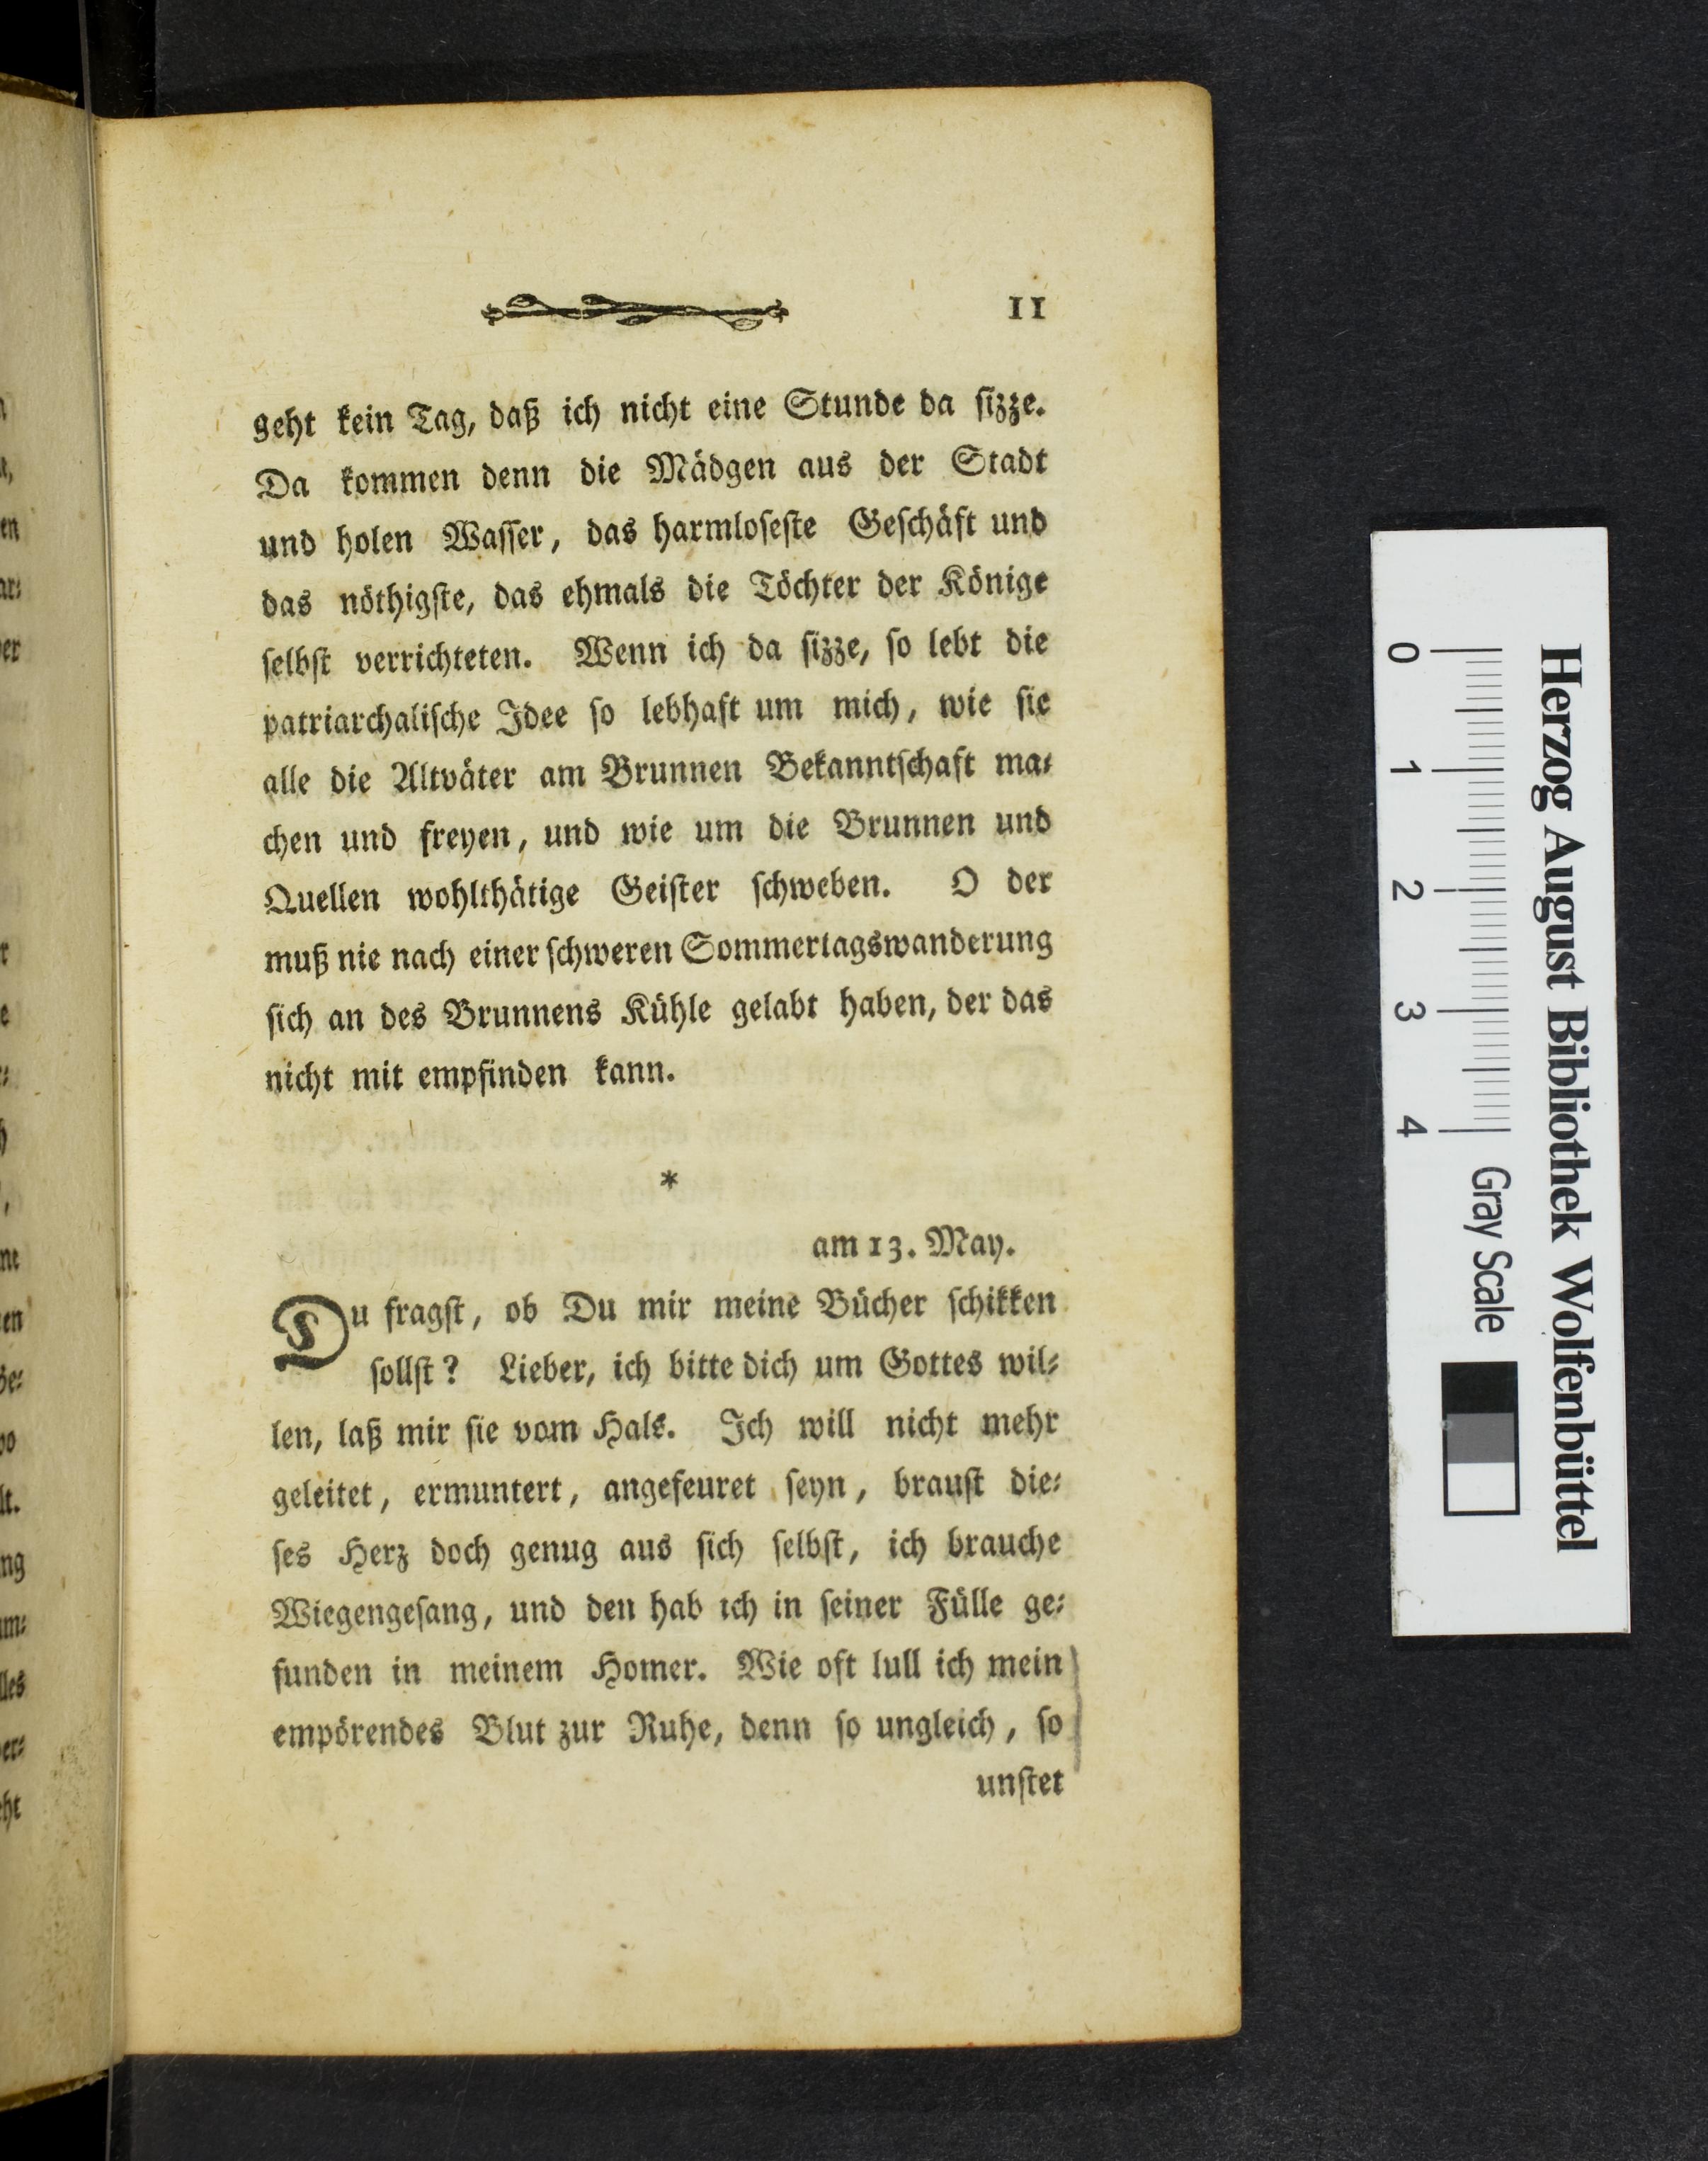 11
geht kein Tag, daß ich nicht eine Stunde da ſizze.
Da kommen denn die Mädgen aus der Stadt
und holen Waſſer, das harmloſeſte Geſchäft und
das nöthigſte, das ehmals die Töchter der Könige
ſelbſt verrichteten. Wenn ich da ſizze, ſo lebt die
patriarchaliſche Idee ſo lebhaft um mich, wie ſie
alle die Altväter am Brunnen Bekanntſchaft ma⸗
chen und freyen, und wie um die Brunnen und
Quellen wohlthätige Geiſter ſchweben. O der
muß nie nach einer ſchweren Sommertagswanderung
ſich an des Brunnens Kühle gelabt haben, der das
nicht mit empfinden kann.
*
am 13. May.
Du fragſt, ob Du mir meine Bücher ſchikken
ſollſt? Lieber, ich bitte dich um Gottes wil⸗
len, laß mir ſie vom Hals. Ich will nicht mehr
geleitet, ermuntert, angefeuret ſeyn, brauſt die⸗
ſes Herz doch genug aus ſich ſelbſt, ich brauche
Wiegengeſang, und den hab ich in ſeiner Fülle ge⸗
funden in meinem Homer. Wie oft lull ich mein
empörendes Blut zur Ruhe, denn ſo ungleich, ſo
unſtet
Herzog August Bibliothek Wolfenbüttel
0 1 2 3 4 Gray Scale